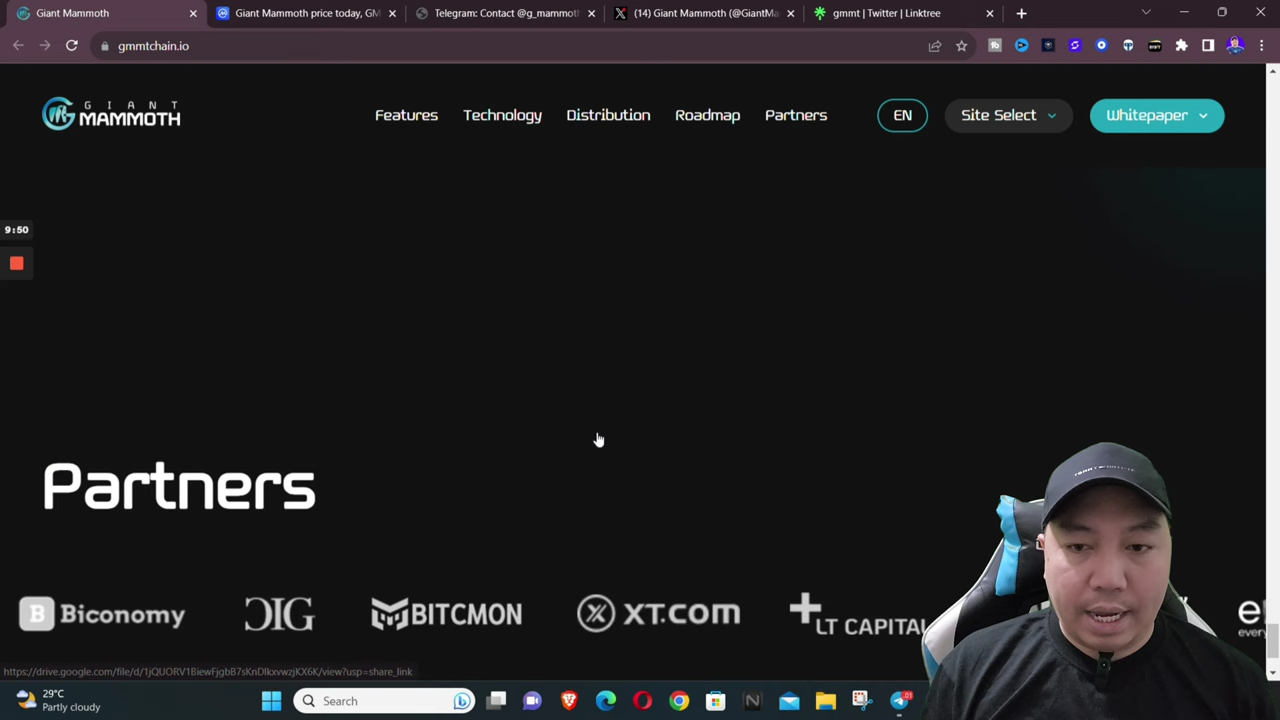 Giant Mammoth
Giant Mammoth price today, GM
Telegram: Contact @g_mammoth
(14) Giant Mammoth (@GiantMa
gmmt | Twitter | Linktree
gmmtchain.io
GIANT
MAMMOTH
Features
Technology
Distribution
Roadmap
Partners
EN
Site Select
Whitepaper
9:50
Partners
Biconomy
CIG
BITCMON
XT.com
LT CAPITAL
https://drive.google.com/file/d/1jQUORV1BiewFjgbB7sKnDlkxvwzjKX6K/view?usp=share_link
29°C
Partly cloudy
Search